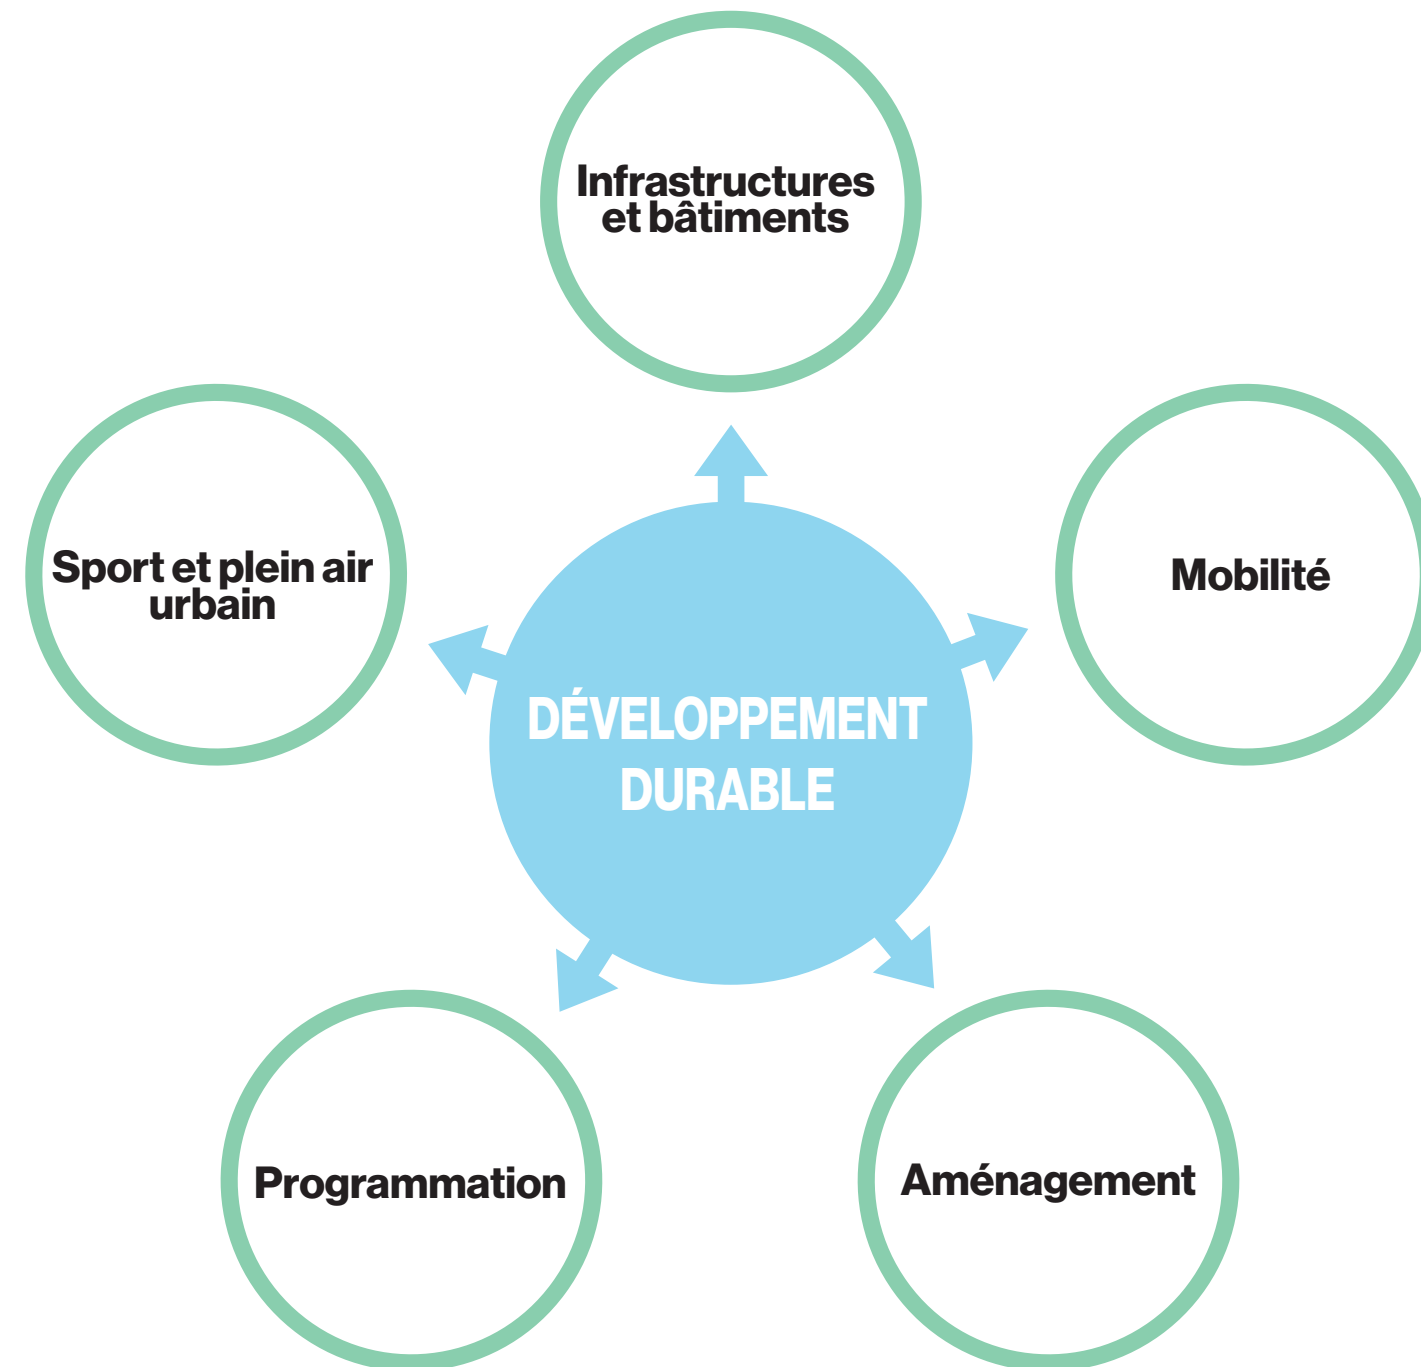 Infrastructures
et bâtiments
Sport et plein air
urbain
Mobilité
DÉVELOPPEMENT
DURABLE
Programmation
Aménagement